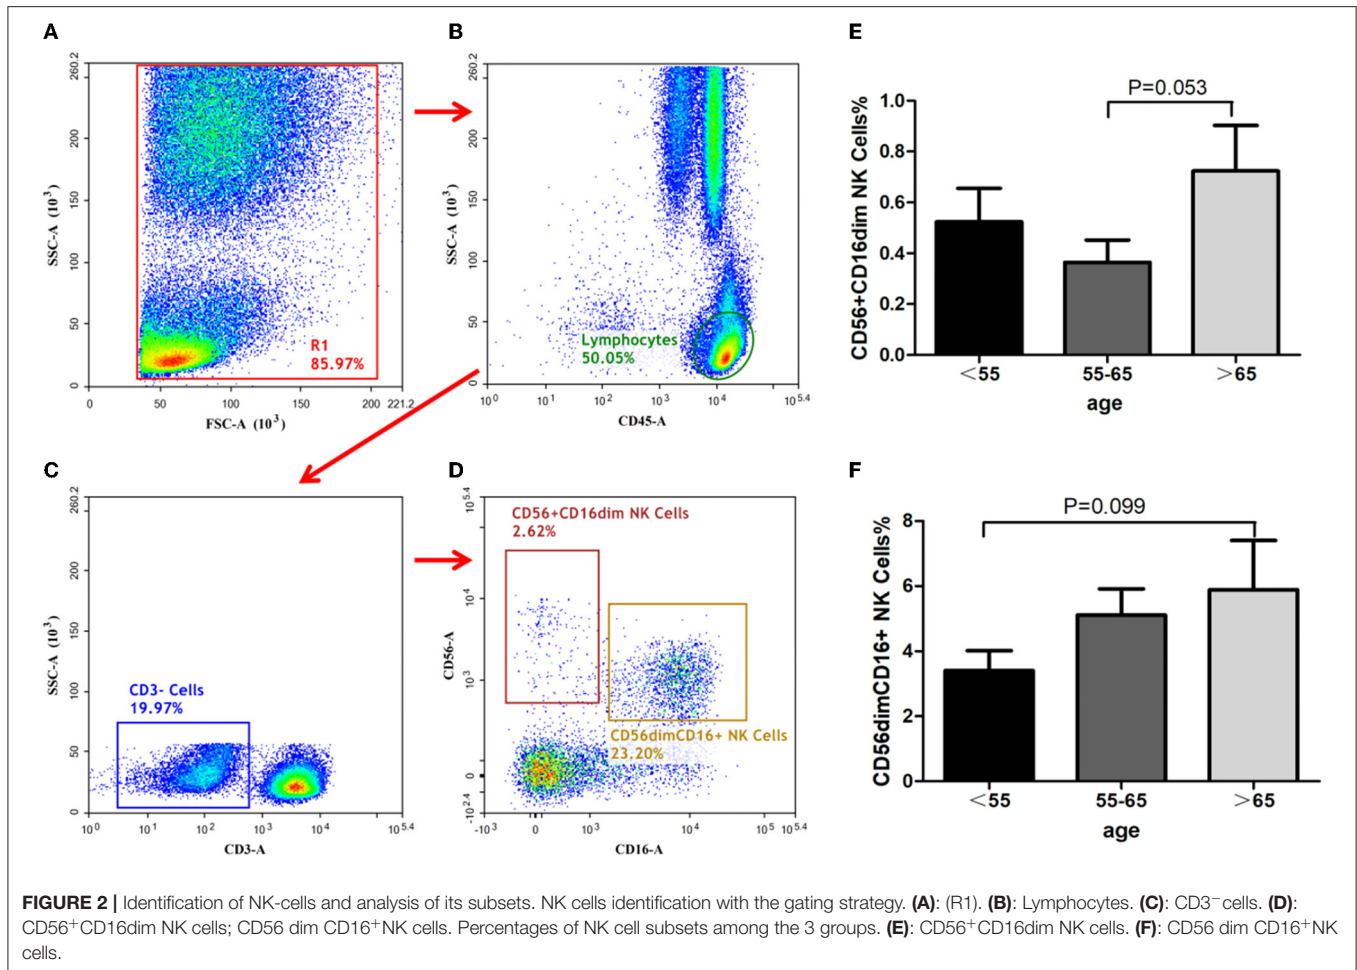 A
260.2
200
150
100
50
0
SSC-A (10³)
R1
85.97%
0 50 100 150 200 221.2
FSC-A (10³)
B
260.2
200
150
100
50
0
SSC-A (10³)
Lymphocytes
50.05%
10⁰ 10¹ 10² 10³ 10⁴ 10⁵·⁴
CD45-A
E
P=0.053
1.0
0.8
0.6
0.4
0.2
0.0
CD56+CD16dim NK Cells%
<55 55-65 >65
age
C
260.2
200
150
100
50
0
SSC-A (10³)
CD3- Cells
19.97%
10⁰ 10¹ 10² 10³ 10⁴ 10⁵·⁴
CD3-A
D
10⁵·⁴
10⁴
10³
0
-10²·⁴
CD56-A
CD56+CD16dim NK Cells
2.62%
CD56dimCD16+ NK Cells
23.20%
-10³ 0 10³ 10⁴ 10⁵ 10⁵·⁴
CD16-A
F
P=0.099
8
6
4
2
0
CD56dimCD16+ NK Cells%
<55 55-65 >65
age
FIGURE 2 | Identification of NK-cells and analysis of its subsets. NK cells identification with the gating strategy. (A): (R1). (B): Lymphocytes. (C): CD3⁻cells. (D):
CD56⁺CD16dim NK cells; CD56 dim CD16⁺NK cells. Percentages of NK cell subsets among the 3 groups. (E): CD56⁺CD16dim NK cells. (F): CD56 dim CD16⁺NK
cells.